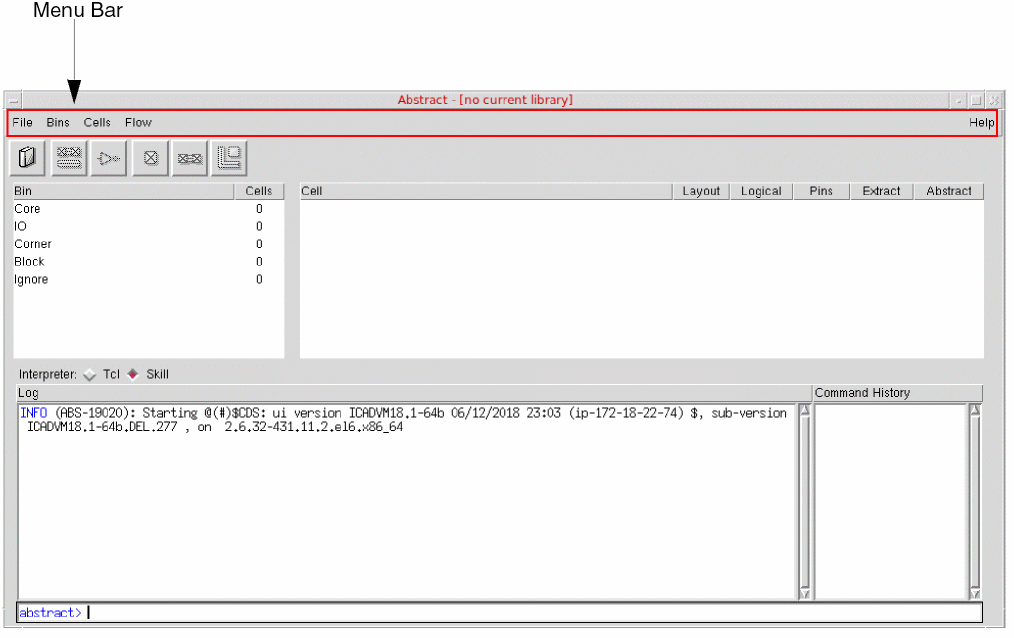 Menu Bar
Abstract - [no current library]
File Bins Cells Flow Help
Bin Cells Cell Layout Logical Pins Extract Abstract
Core 0
IO 0
Corner 0
Block 0
Ignore 0
Interpreter: Tcl Skill
Log Command History
INFO (ABS-19020): Starting @(#)$CDS: ui version ICADVM18.1-64b 06/12/2018 23:03 (ip-172-18-22-74) $, sub-version
ICADVM18.1-64b.DEL.277 , on 2.6.32-431.11.2.el6.x86_64
abstract>